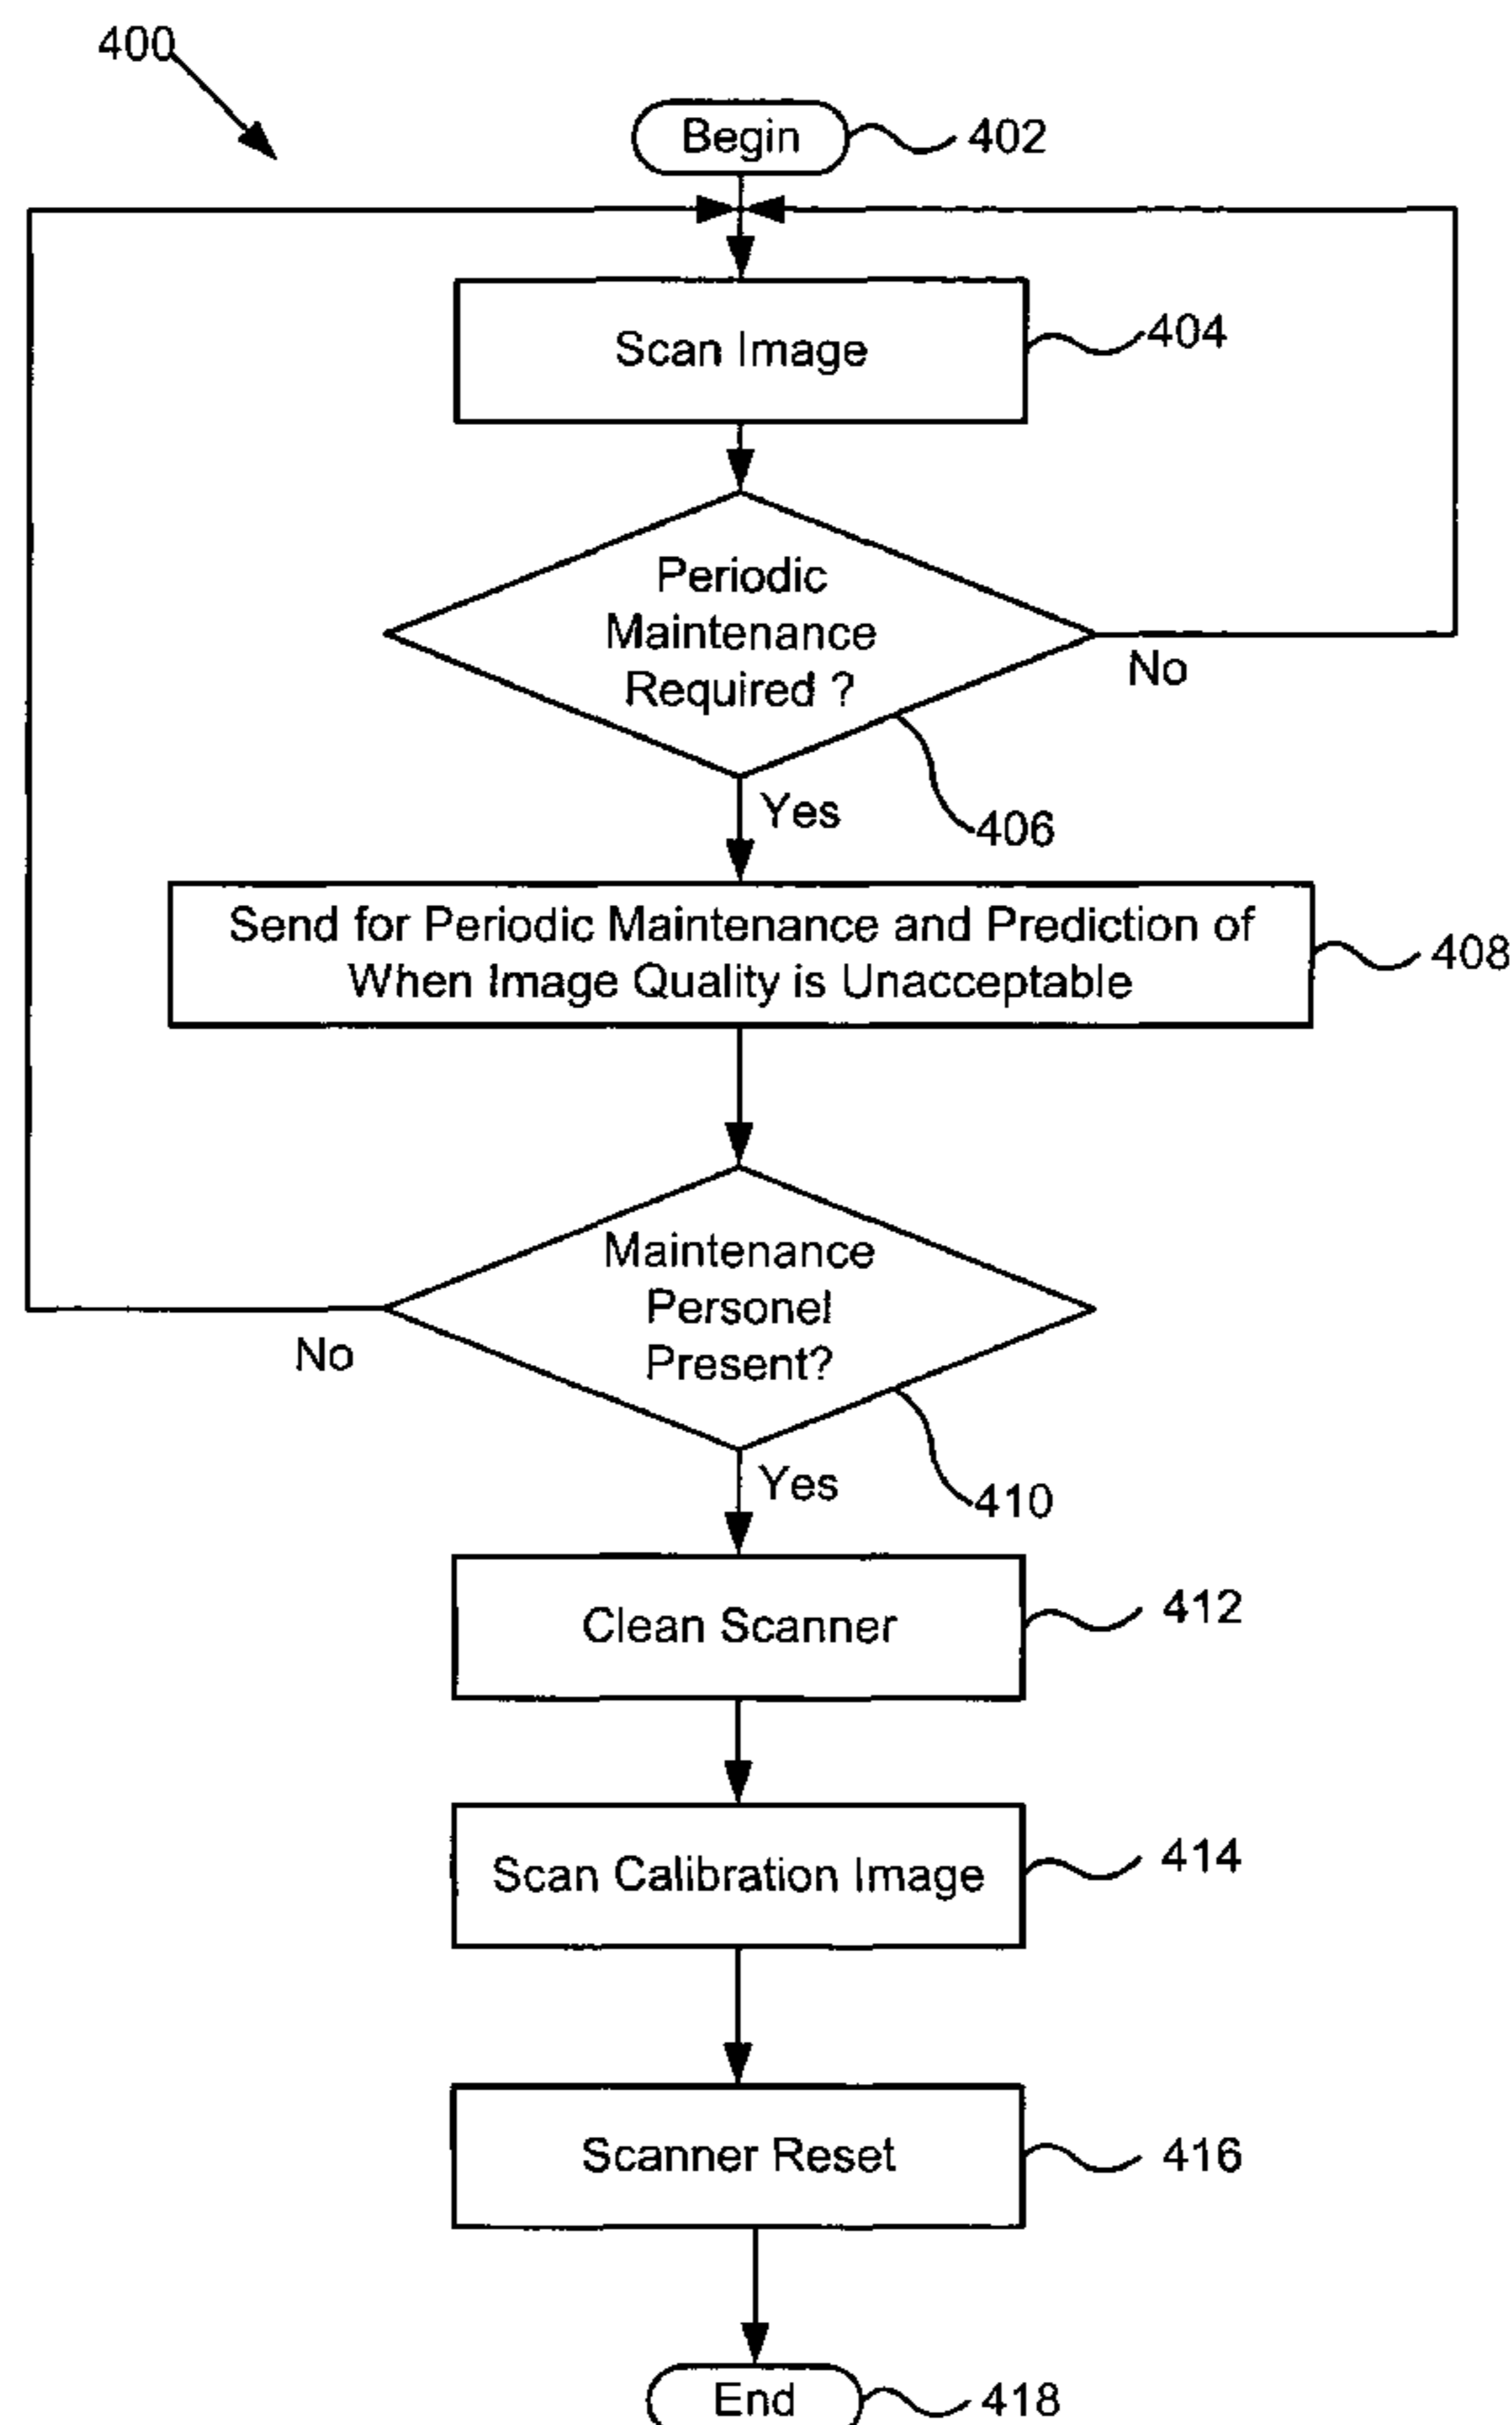 400
Begin
402
Scan Image
404
Periodic
Maintenance
Required ?
No
Yes
406
Send for Periodic Maintenance and Prediction of
When Image Quality is Unacceptable
408
Maintenance
Personel
Present?
No
Yes
410
Clean Scanner
412
Scan Calibration Image
414
Scanner Reset
416
End
418